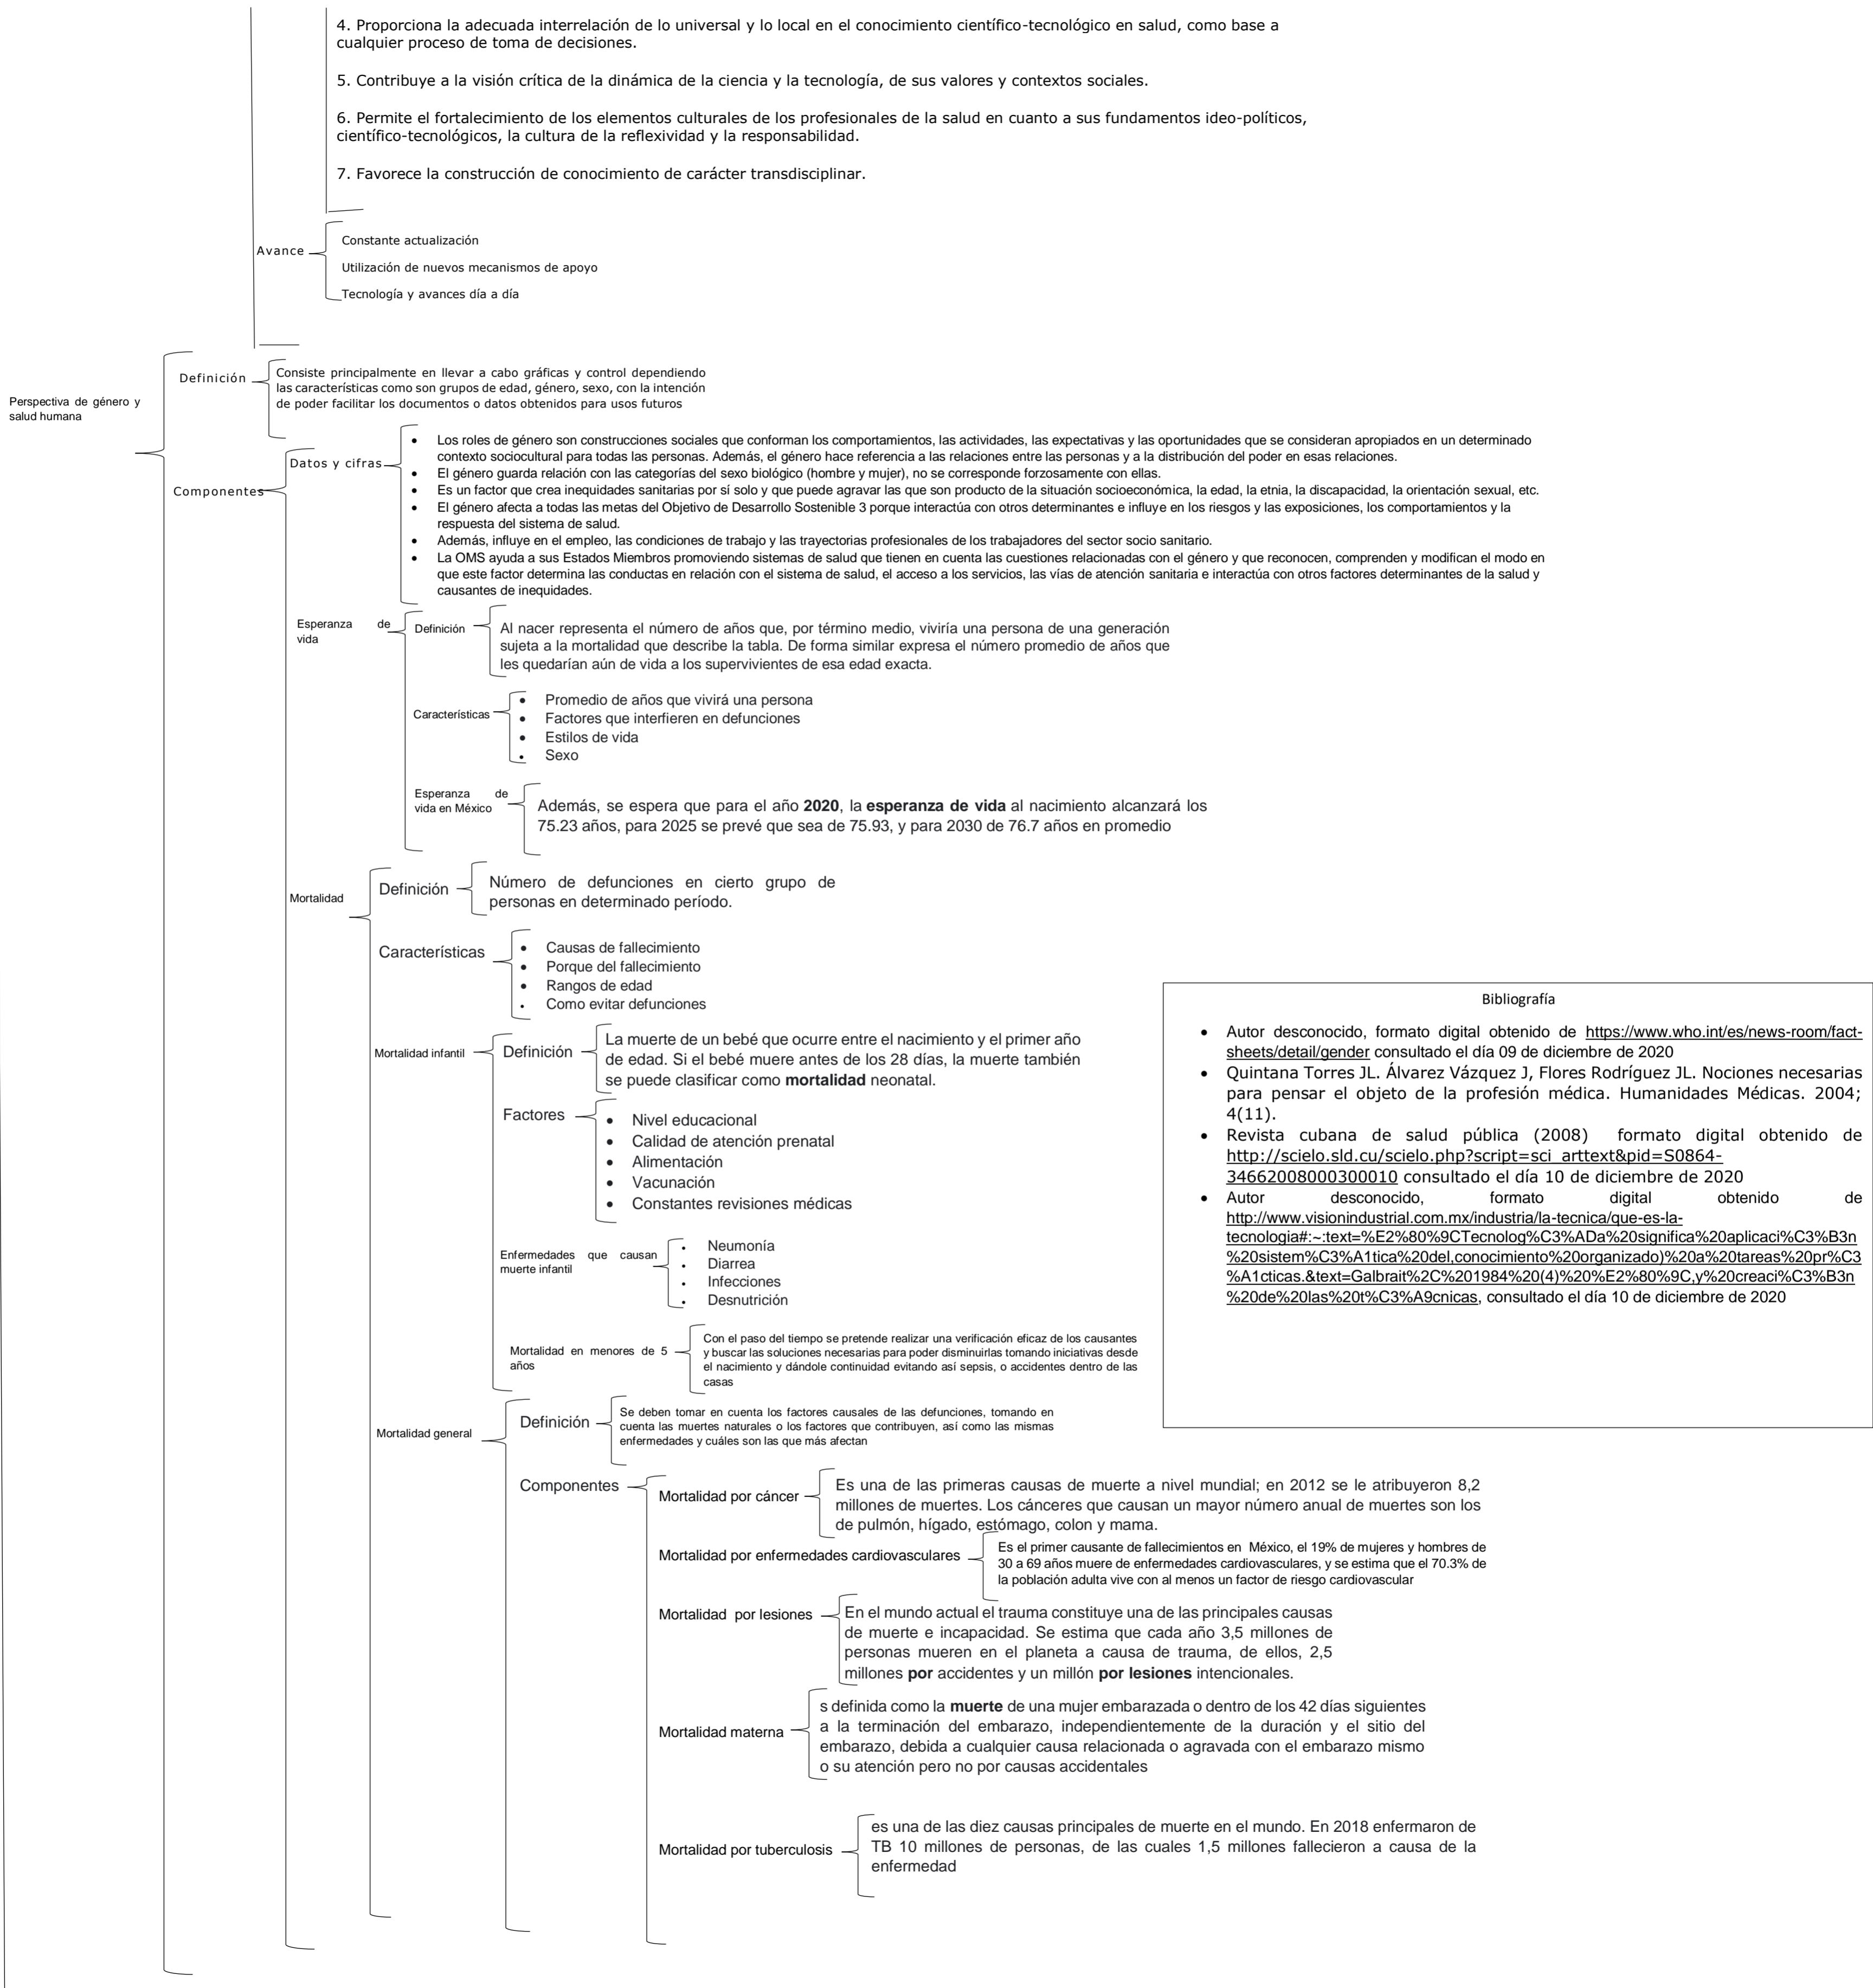 4. Proporciona la adecuada interrelación de lo universal y lo local en el conocimiento científico-tecnológico en salud, como base a
cualquier proceso de toma de decisiones.
5. Contribuye a la visión crítica de la dinámica de la ciencia y la tecnología, de sus valores y contextos sociales.
6. Permite el fortalecimiento de los elementos culturales de los profesionales de la salud en cuanto a sus fundamentos ideo-políticos,
científico-tecnológicos, la cultura de la reflexividad y la responsabilidad.
7. Favorece la construcción de conocimiento de carácter transdisciplinar.
Avance
Constante actualización
Utilización de nuevos mecanismos de apoyo
Tecnología y avances día a día
Perspectiva de género y
salud humana
Definición
Consiste principalmente en llevar a cabo gráficas y control dependiendo
las características como son grupos de edad, género, sexo, con la intención
de poder facilitar los documentos o datos obtenidos para usos futuros
Componentes
Datos y cifras
• Los roles de género son construcciones sociales que conforman los comportamientos, las actividades, las expectativas y las oportunidades que se consideran apropiados en un determinado
contexto sociocultural para todas las personas. Además, el género hace referencia a las relaciones entre las personas y a la distribución del poder en esas relaciones.
• El género guarda relación con las categorías del sexo biológico (hombre y mujer), no se corresponde forzosamente con ellas.
• Es un factor que crea inequidades sanitarias por sí solo y que puede agravar las que son producto de la situación socioeconómica, la edad, la etnia, la discapacidad, la orientación sexual, etc.
• El género afecta a todas las metas del Objetivo de Desarrollo Sostenible 3 porque interactúa con otros determinantes e influye en los riesgos y las exposiciones, los comportamientos y la
respuesta del sistema de salud.
• Además, influye en el empleo, las condiciones de trabajo y las trayectorias profesionales de los trabajadores del sector socio sanitario.
• La OMS ayuda a sus Estados Miembros promoviendo sistemas de salud que tienen en cuenta las cuestiones relacionadas con el género y que reconocen, comprenden y modifican el modo en
que este factor determina las conductas en relación con el sistema de salud, el acceso a los servicios, las vías de atención sanitaria e interactúa con otros factores determinantes de la salud y
causantes de inequidades.
Esperanza de
vida
Definición
Al nacer representa el número de años que, por término medio, viviría una persona de una generación
sujeta a la mortalidad que describe la tabla. De forma similar expresa el número promedio de años que
les quedarían aún de vida a los supervivientes de esa edad exacta.
Características
• Promedio de años que vivirá una persona
• Factores que interfieren en defunciones
• Estilos de vida
• Sexo
Esperanza de
vida en México
Además, se espera que para el año 2020, la esperanza de vida al nacimiento alcanzará los
75.23 años, para 2025 se prevé que sea de 75.93, y para 2030 de 76.7 años en promedio
Mortalidad
Definición
Número de defunciones en cierto grupo de
personas en determinado período.
Características
• Causas de fallecimiento
• Porque del fallecimiento
• Rangos de edad
• Como evitar defunciones
Mortalidad infantil
Definición
La muerte de un bebé que ocurre entre el nacimiento y el primer año
de edad. Si el bebé muere antes de los 28 días, la muerte también
se puede clasificar como mortalidad neonatal.
Factores
• Nivel educacional
• Calidad de atención prenatal
• Alimentación
• Vacunación
• Constantes revisiones médicas
Enfermedades que causan
muerte infantil
• Neumonía
• Diarrea
• Infecciones
• Desnutrición
Mortalidad en menores de 5
años
Con el paso del tiempo se pretende realizar una verificación eficaz de los causantes
y buscar las soluciones necesarias para poder disminuirlas tomando iniciativas desde
el nacimiento y dándole continuidad evitando así sepsis, o accidentes dentro de las
casas
Mortalidad general
Definición
Se deben tomar en cuenta los factores causales de las defunciones, tomando en
cuenta las muertes naturales o los factores que contribuyen, así como las mismas
enfermedades y cuáles son las que más afectan
Componentes
Mortalidad por cáncer
Es una de las primeras causas de muerte a nivel mundial; en 2012 se le atribuyeron 8,2
millones de muertes. Los cánceres que causan un mayor número anual de muertes son los
de pulmón, hígado, estómago, colon y mama.
Mortalidad por enfermedades cardiovasculares
Es el primer causante de fallecimientos en México, el 19% de mujeres y hombres de
30 a 69 años muere de enfermedades cardiovasculares, y se estima que el 70.3% de
la población adulta vive con al menos un factor de riesgo cardiovascular
Mortalidad por lesiones
En el mundo actual el trauma constituye una de las principales causas
de muerte e incapacidad. Se estima que cada año 3,5 millones de
personas mueren en el planeta a causa de trauma, de ellos, 2,5
millones por accidentes y un millón por lesiones intencionales.
Mortalidad materna
s definida como la muerte de una mujer embarazada o dentro de los 42 días siguientes
a la terminación del embarazo, independientemente de la duración y el sitio del
embarazo, debida a cualquier causa relacionada o agravada con el embarazo mismo
o su atención pero no por causas accidentales
Mortalidad por tuberculosis
es una de las diez causas principales de muerte en el mundo. En 2018 enfermaron de
TB 10 millones de personas, de las cuales 1,5 millones fallecieron a causa de la
enfermedad
Bibliografía
• Autor desconocido, formato digital obtenido de https://www.who.int/es/news-room/fact-
sheets/detail/gender consultado el día 09 de diciembre de 2020
• Quintana Torres JL. Álvarez Vázquez J, Flores Rodríguez JL. Nociones necesarias
para pensar el objeto de la profesión médica. Humanidades Médicas. 2004;
4(11).
• Revista cubana de salud pública (2008) formato digital obtenido de
http://scielo.sld.cu/scielo.php?script=sci_arttext&pid=S0864-
34662008000300010 consultado el día 10 de diciembre de 2020
• Autor desconocido, formato digital obtenido de
http://www.visionindustrial.com.mx/industria/la-tecnica/que-es-la-
tecnologia#:~:text=%E2%80%9CTecnolog%C3%ADa%20significa%20aplicaci%C3%B3n
%20sistem%C3%A1tica%20del,conocimiento%20organizado)%20a%20tareas%20pr%C3
%A1cticas.&text=Galbrait%2C%201984%20(4)%20%E2%80%9C,y%20creaci%C3%B3n
%20de%20las%20t%C3%A9cnicas, consultado el día 10 de diciembre de 2020